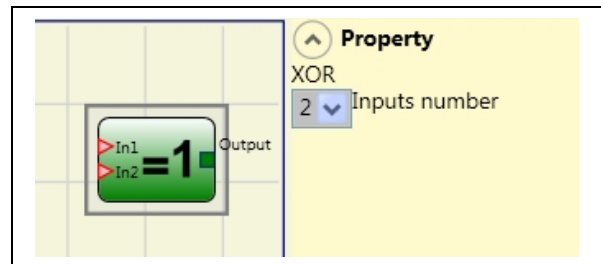 Property
XOR
2 Inputs number
In1
In2
=1
Output